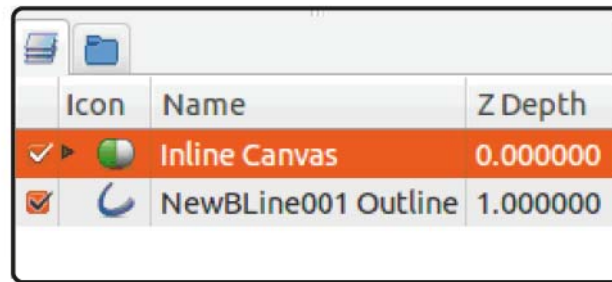 Icon Name Z Depth
Inline Canvas 0.000000
NewBLine001 Outline 1.000000